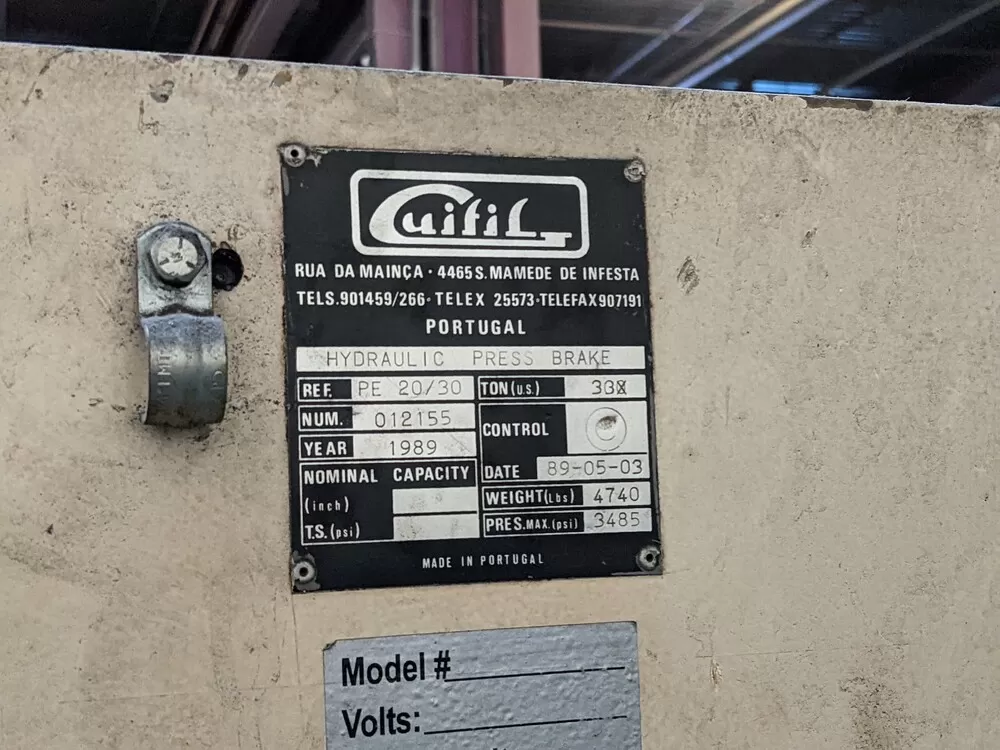 Guifil
RUA DA MAINÇA · 4465 S. MAMEDE DE INFESTA
TELS. 901459/266 · TELEX 25573 · TELEFAX 907191
PORTUGAL
HYDRAULIC PRESS BRAKE
REF. PE 20/30 TON (U.S.)
NUM. 012155 CONTROL
YEAR 1989
NOMINAL CAPACITY DATE 89-05-03
(inch) WEIGHT (Lbs) 4740
T.S. (psi) PRES. MAX. (psi) 3485
MADE IN PORTUGAL
Model #
Volts: